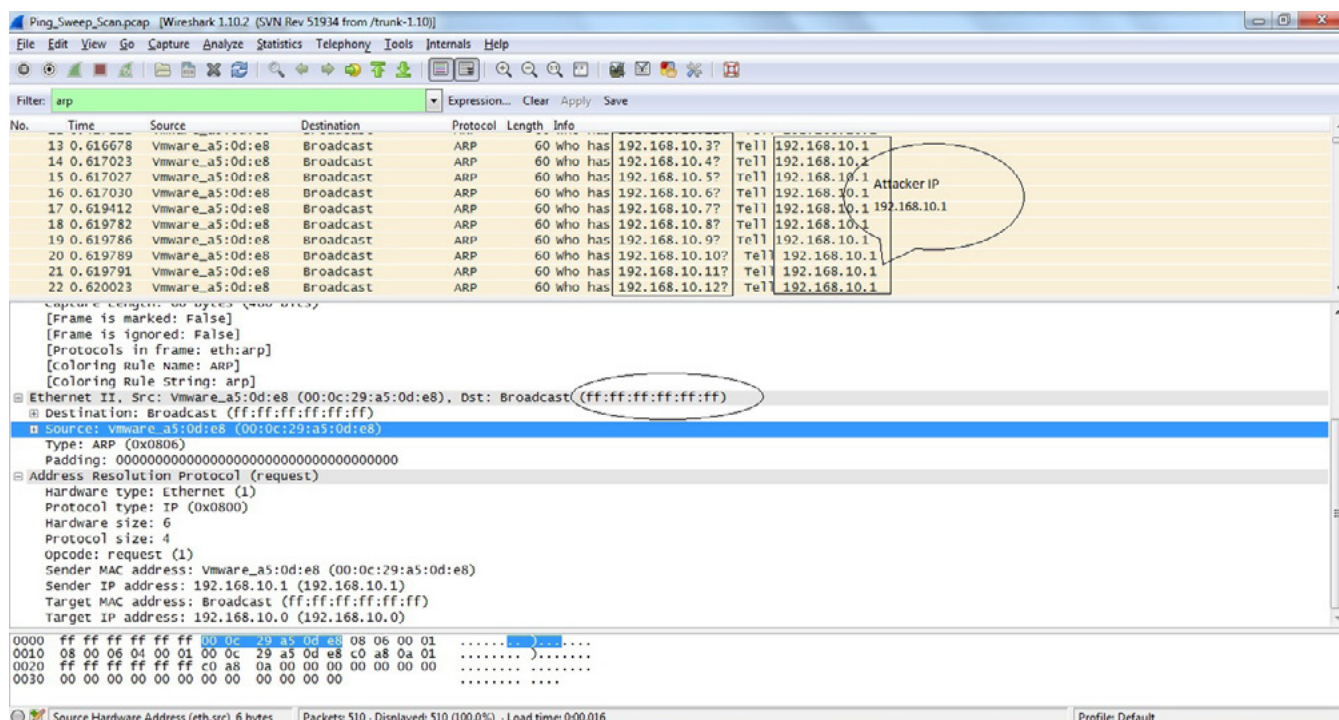 Ping_Sweep_Scan.pcap [Wireshark 1.10.2 (SVN Rev 51934 from /trunk-1.10)]
File Edit View Go Capture Analyze Statistics Telephony Tools Internals Help
Filter: arp Expression... Clear Apply Save
No. Time Source Destination Protocol Length Info
13 0.616678 Vmware_a5:0d:e8 Broadcast ARP 60 who has 192.168.10.3? Tell 192.168.10.1
14 0.617023 Vmware_a5:0d:e8 Broadcast ARP 60 who has 192.168.10.4? Tell 192.168.10.1
15 0.617027 Vmware_a5:0d:e8 Broadcast ARP 60 who has 192.168.10.5? Tell 192.168.10.1
16 0.617030 Vmware_a5:0d:e8 Broadcast ARP 60 who has 192.168.10.6? Tell 192.168.10.1
17 0.619412 Vmware_a5:0d:e8 Broadcast ARP 60 who has 192.168.10.7? Tell 192.168.10.1
18 0.619782 Vmware_a5:0d:e8 Broadcast ARP 60 who has 192.168.10.8? Tell 192.168.10.1
19 0.619786 Vmware_a5:0d:e8 Broadcast ARP 60 who has 192.168.10.9? Tell 192.168.10.1
20 0.619789 Vmware_a5:0d:e8 Broadcast ARP 60 who has 192.168.10.10? Tell 192.168.10.1
21 0.619791 Vmware_a5:0d:e8 Broadcast ARP 60 who has 192.168.10.11? Tell 192.168.10.1
22 0.620023 Vmware_a5:0d:e8 Broadcast ARP 60 who has 192.168.10.12? Tell 192.168.10.1
Attacker IP
192.168.10.1
Capture Length: 60 bytes (480 bits)
[Frame is marked: False]
[Frame is ignored: False]
[Protocols in frame: eth:arp]
[Coloring Rule Name: ARP]
[Coloring Rule String: arp]
Ethernet II, Src: Vmware_a5:0d:e8 (00:0c:29:a5:0d:e8), Dst: Broadcast (ff:ff:ff:ff:ff:ff)
Destination: Broadcast (ff:ff:ff:ff:ff:ff)
Source: Vmware_a5:0d:e8 (00:0c:29:a5:0d:e8)
Type: ARP (0x0806)
Padding: 000000000000000000000000000000000000
Address Resolution Protocol (request)
Hardware type: Ethernet (1)
Protocol type: IP (0x0800)
Hardware size: 6
Protocol size: 4
Opcode: request (1)
Sender MAC address: Vmware_a5:0d:e8 (00:0c:29:a5:0d:e8)
Sender IP address: 192.168.10.1 (192.168.10.1)
Target MAC address: Broadcast (ff:ff:ff:ff:ff:ff)
Target IP address: 192.168.10.0 (192.168.10.0)
0000 ff ff ff ff ff ff 00 0c 29 a5 0d e8 08 06 00 01 ........ )........
0010 08 00 06 04 00 01 00 0c 29 a5 0d e8 c0 a8 0a 01 ........ ).......
0020 ff ff ff ff ff ff c0 a8 0a 00 00 00 00 00 00 00 ........ ........
0030 00 00 00 00 00 00 00 00 00 00 00 00 ........ ....
Source Hardware Address (eth.src), 6 bytes Packets: 510 · Displayed: 510 (100.0%) · Load time: 0:00.016 Profile: Default